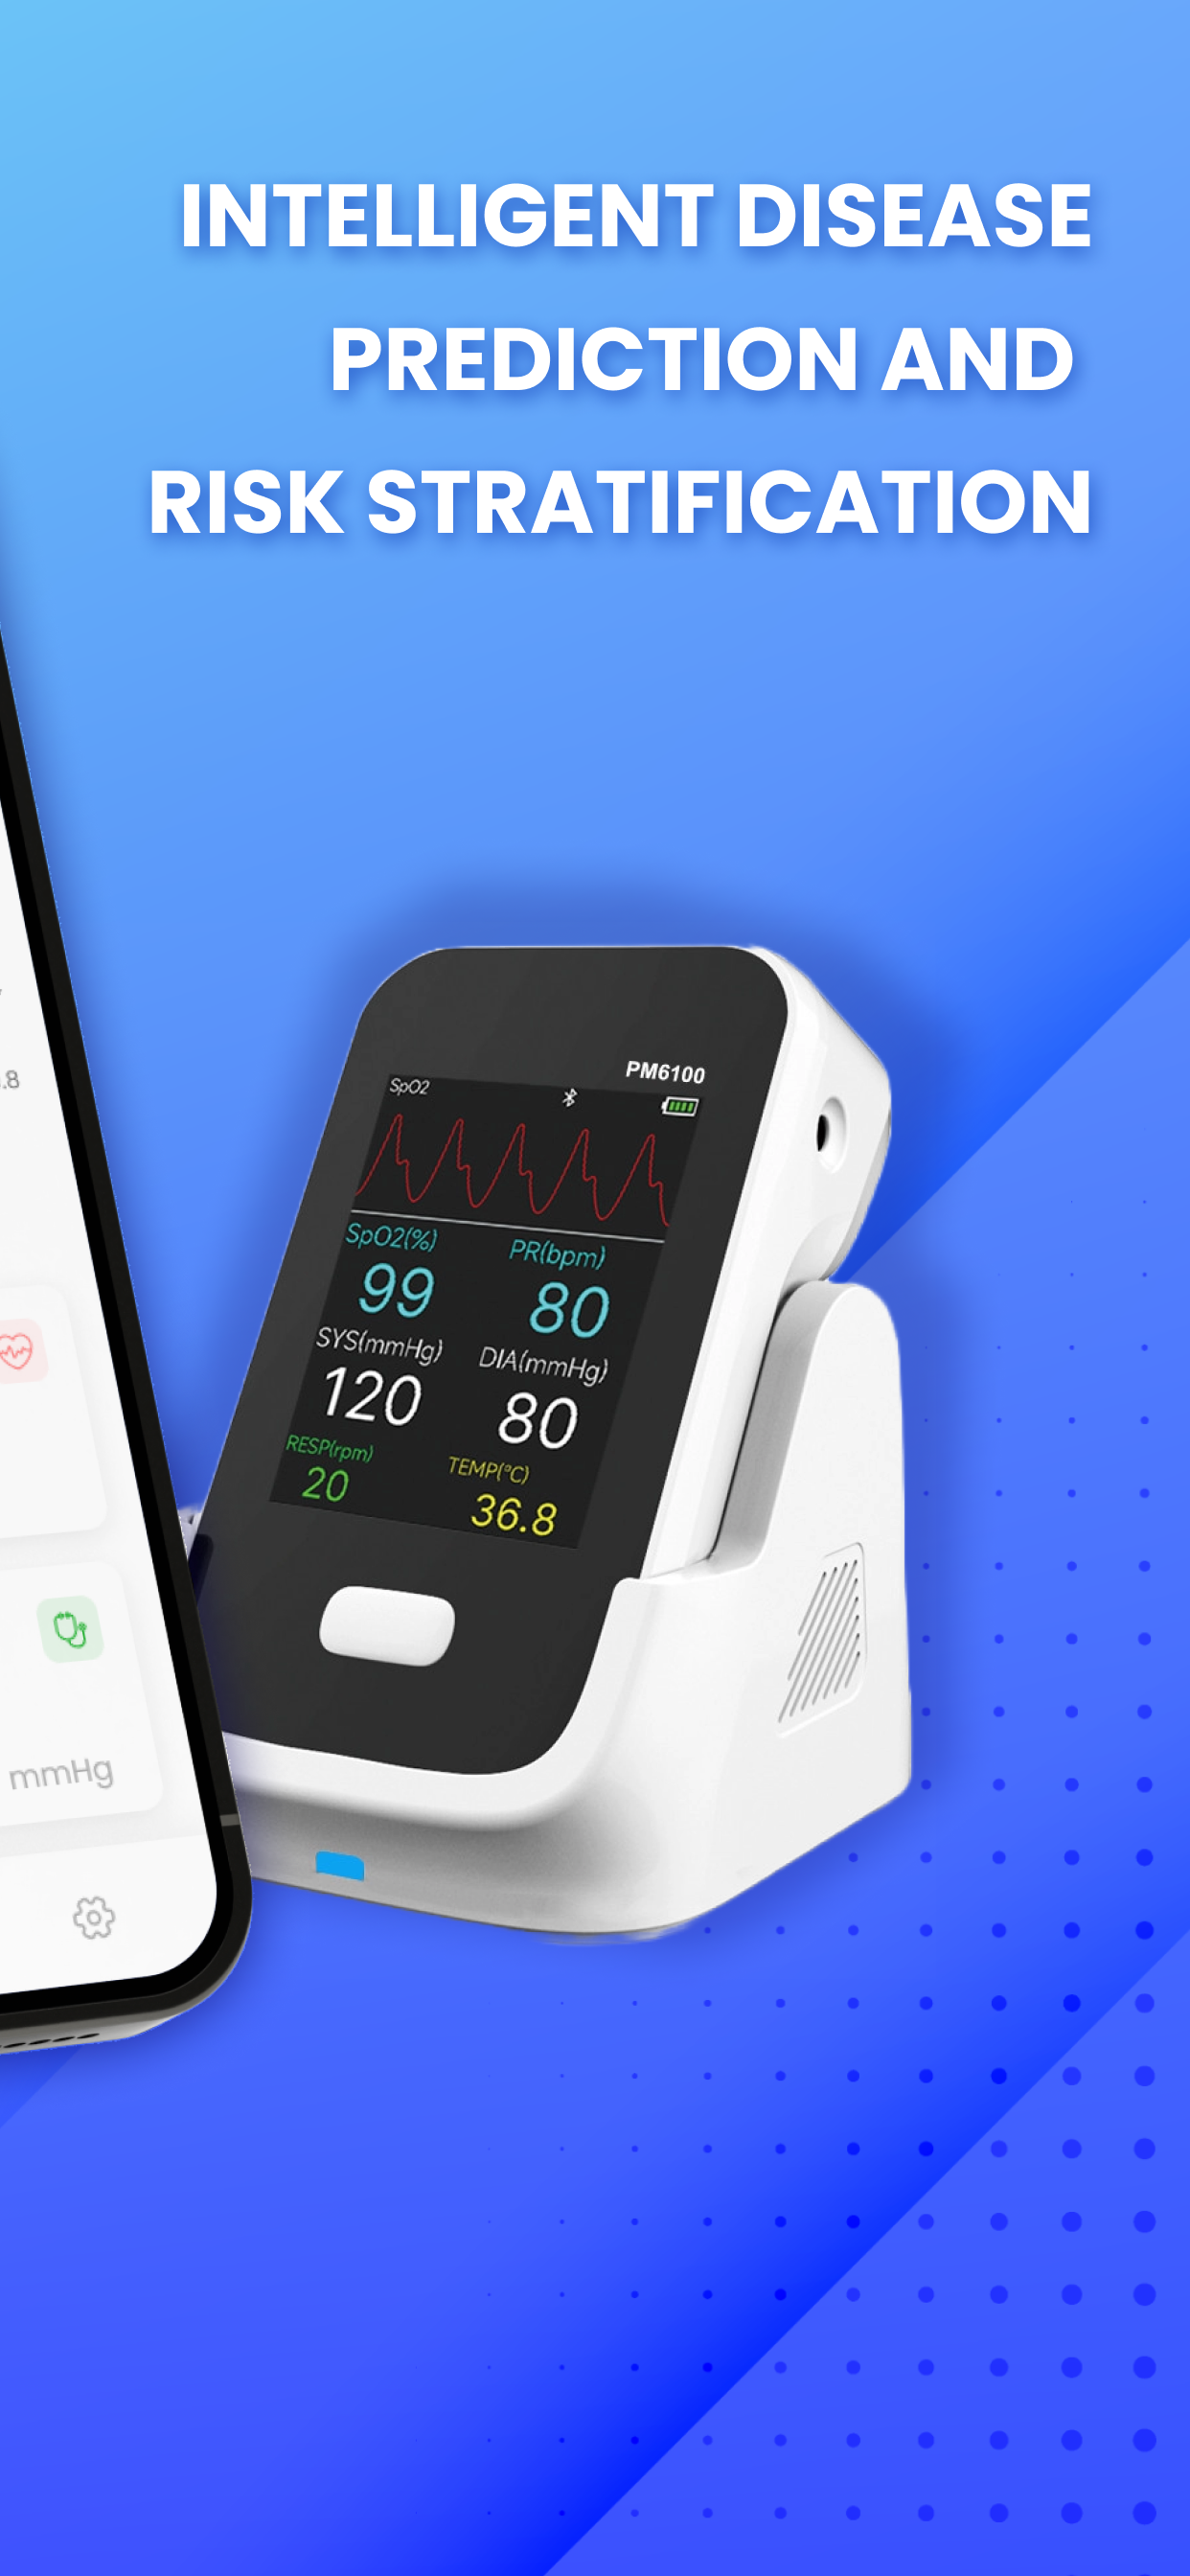 INTELLIGENT DISEASE
PREDICTION AND
RISK STRATIFICATION
.8
mmHg
PM6100
SpO2
SpO2(%) PR(bpm)
99 80
SYS(mmHg) DIA(mmHg)
120 80
RESP(rpm) TEMP(°C)
20 36.8